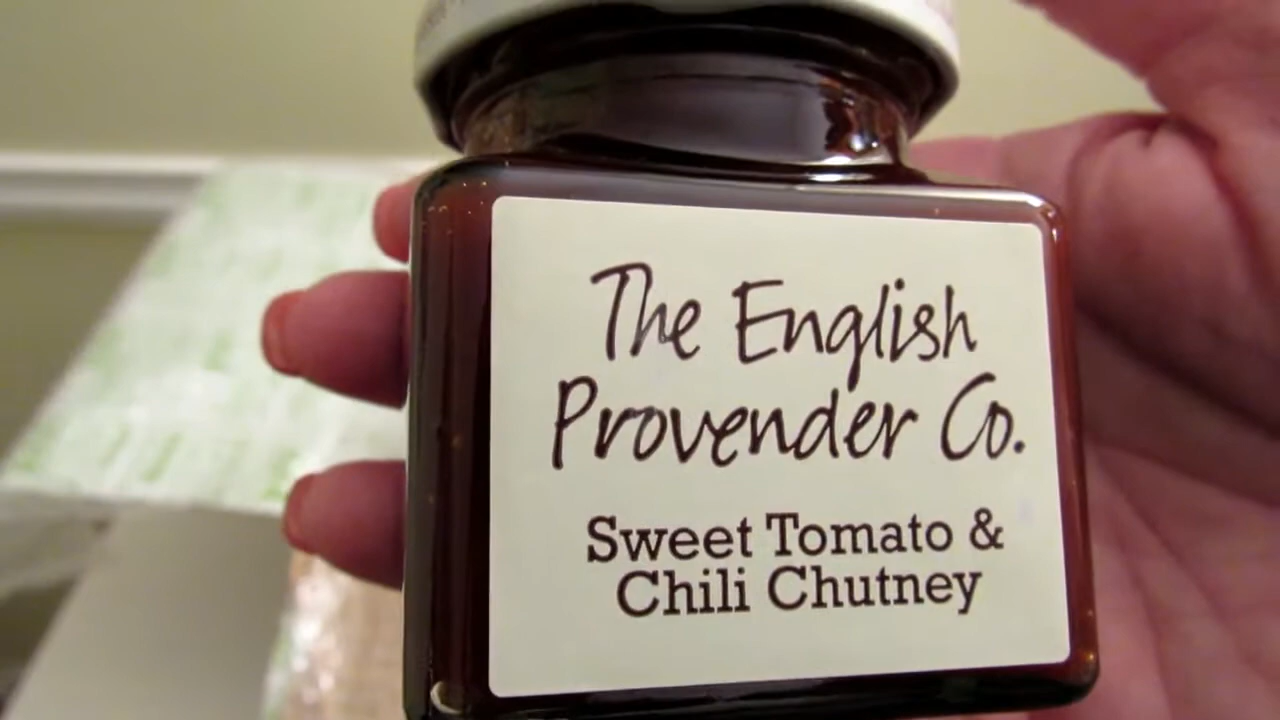 The English
Provender Co.
Sweet Tomato &
Chili Chutney